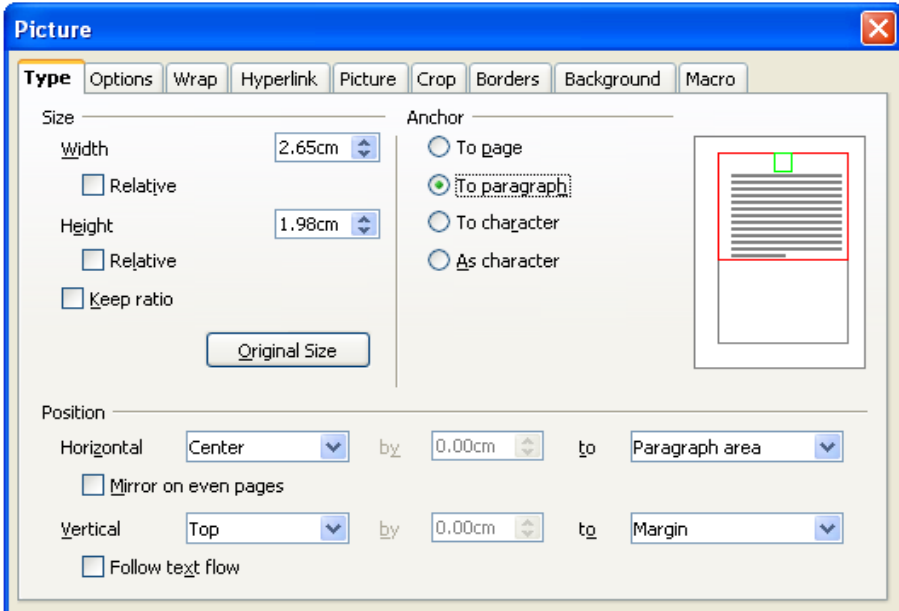 Picture
Type Options Wrap Hyperlink Picture Crop Borders Background Macro
Size
Width 2.65cm
Relative
Height 1.98cm
Relative
Keep ratio
Original Size
Anchor
To page
To paragraph
To character
As character
Position
Horizontal Center by 0.00cm to Paragraph area
Mirror on even pages
Vertical Top by 0.00cm to Margin
Follow text flow